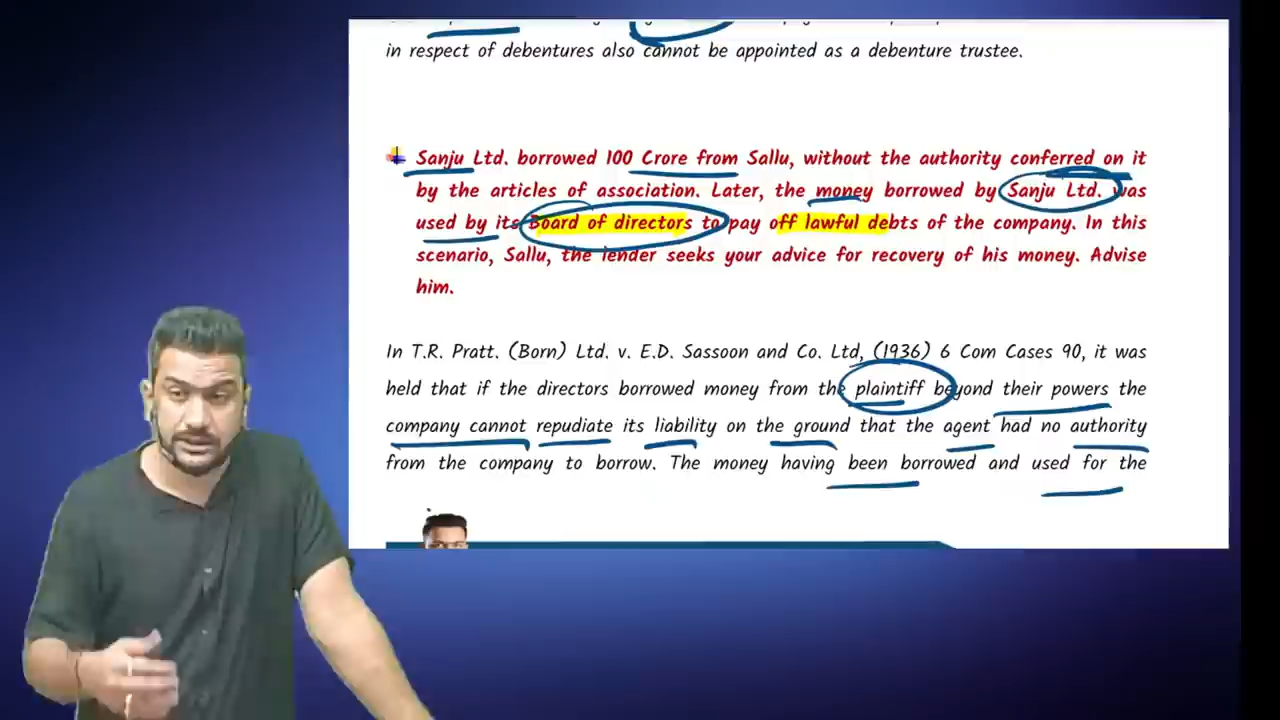 in respect of debentures also cannot be appointed as a debenture trustee.
Sanju Ltd. borrowed 100 Crore from Sallu, without the authority conferred on it
by the articles of association. Later, the money borrowed by Sanju Ltd. was
used by its Board of directors to pay off lawful debts of the company. In this
scenario, Sallu, the lender seeks your advice for recovery of his money. Advise
him.
In T.R. Pratt. (Born) Ltd. v. E.D. Sassoon and Co. Ltd, (1936) 6 Com Cases 90, it was
held that if the directors borrowed money from the plaintiff beyond their powers the
company cannot repudiate its liability on the ground that the agent had no authority
from the company to borrow. The money having been borrowed and used for the